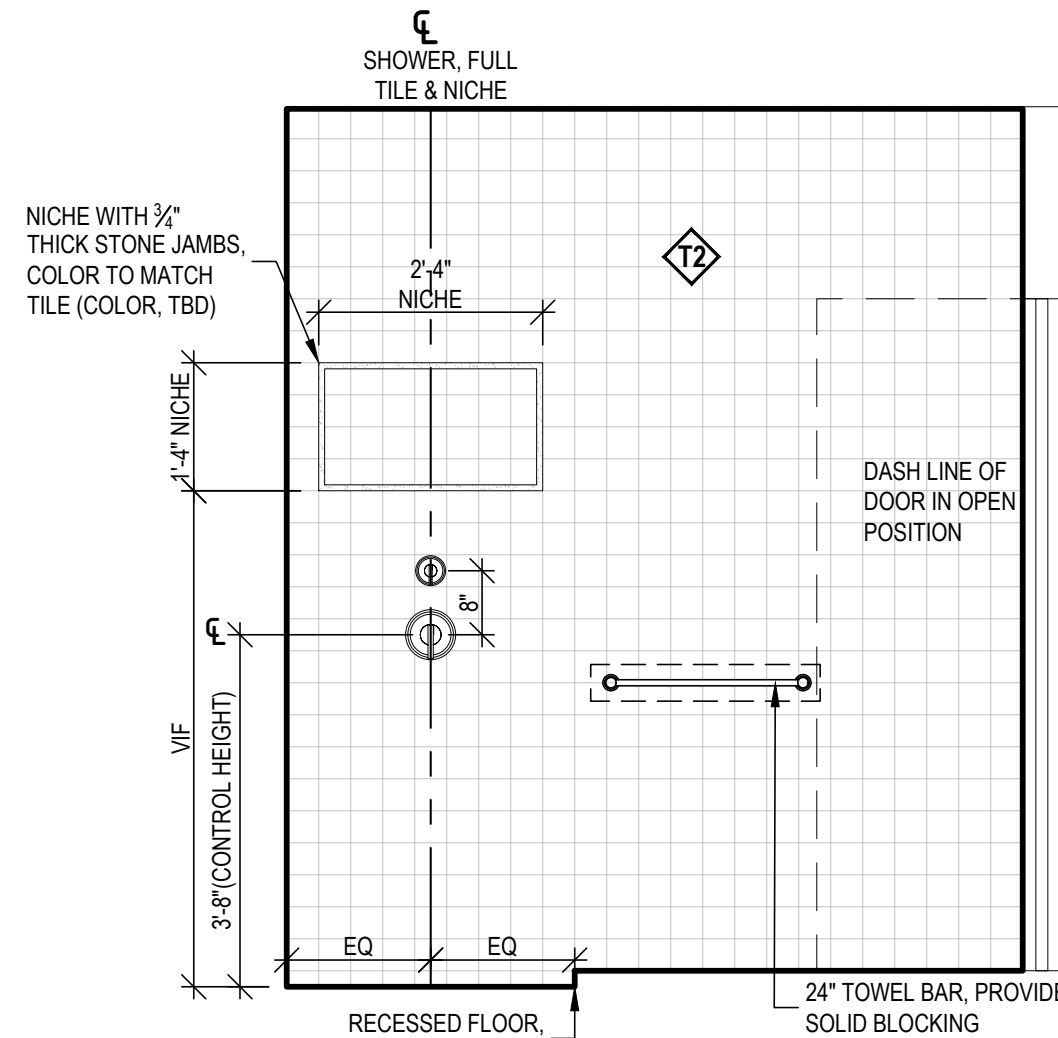 ℄
SHOWER, FULL
TILE & NICHE
NICHE WITH ¾"
THICK STONE JAMBS,
COLOR TO MATCH
TILE (COLOR, TBD)
2'-4"
NICHE
T2
1'-4" NICHE
DASH LINE OF
DOOR IN OPEN
POSITION
8"
℄
VIF
3'-8"(CONTROL HEIGHT)
EQ
EQ
24" TOWEL BAR, PROVIDE
SOLID BLOCKING
RECESSED FLOOR,